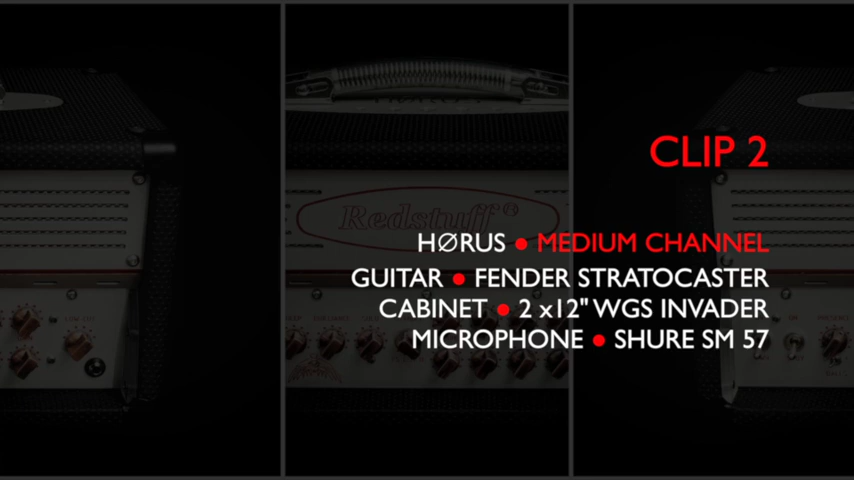 CLIP 2
Redstuff®
HØRUS ● MEDIUM CHANNEL
GUITAR ● FENDER STRATOCASTER
CABINET ● 2 x12" WGS INVADER
MICROPHONE ● SHURE SM 57